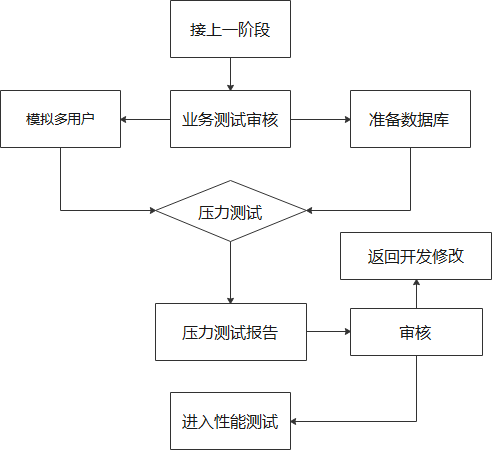 接上一阶段
模拟多用户
业务测试审核
准备数据库
压力测试
返回开发修改
压力测试报告
审核
进入性能测试